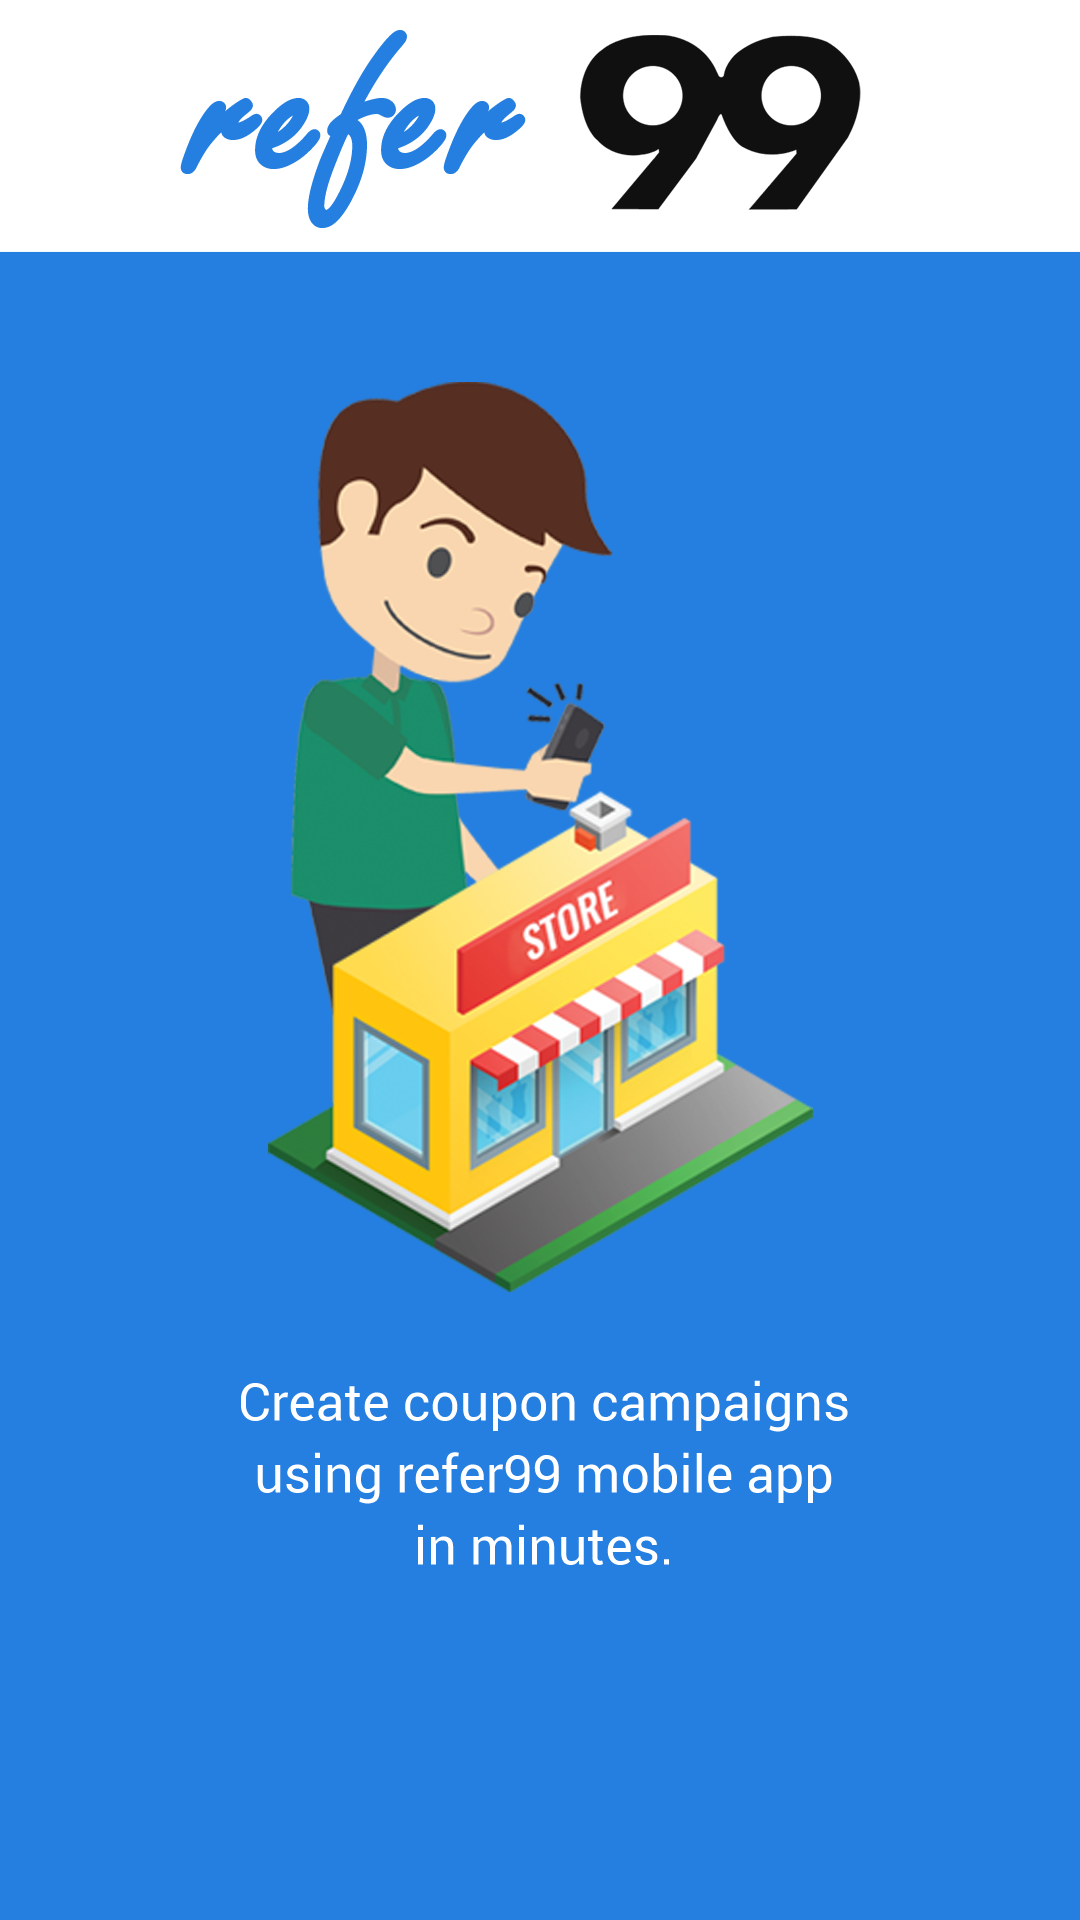 refer 99
STORE
Create coupon campaigns
using refer99 mobile app
in minutes.